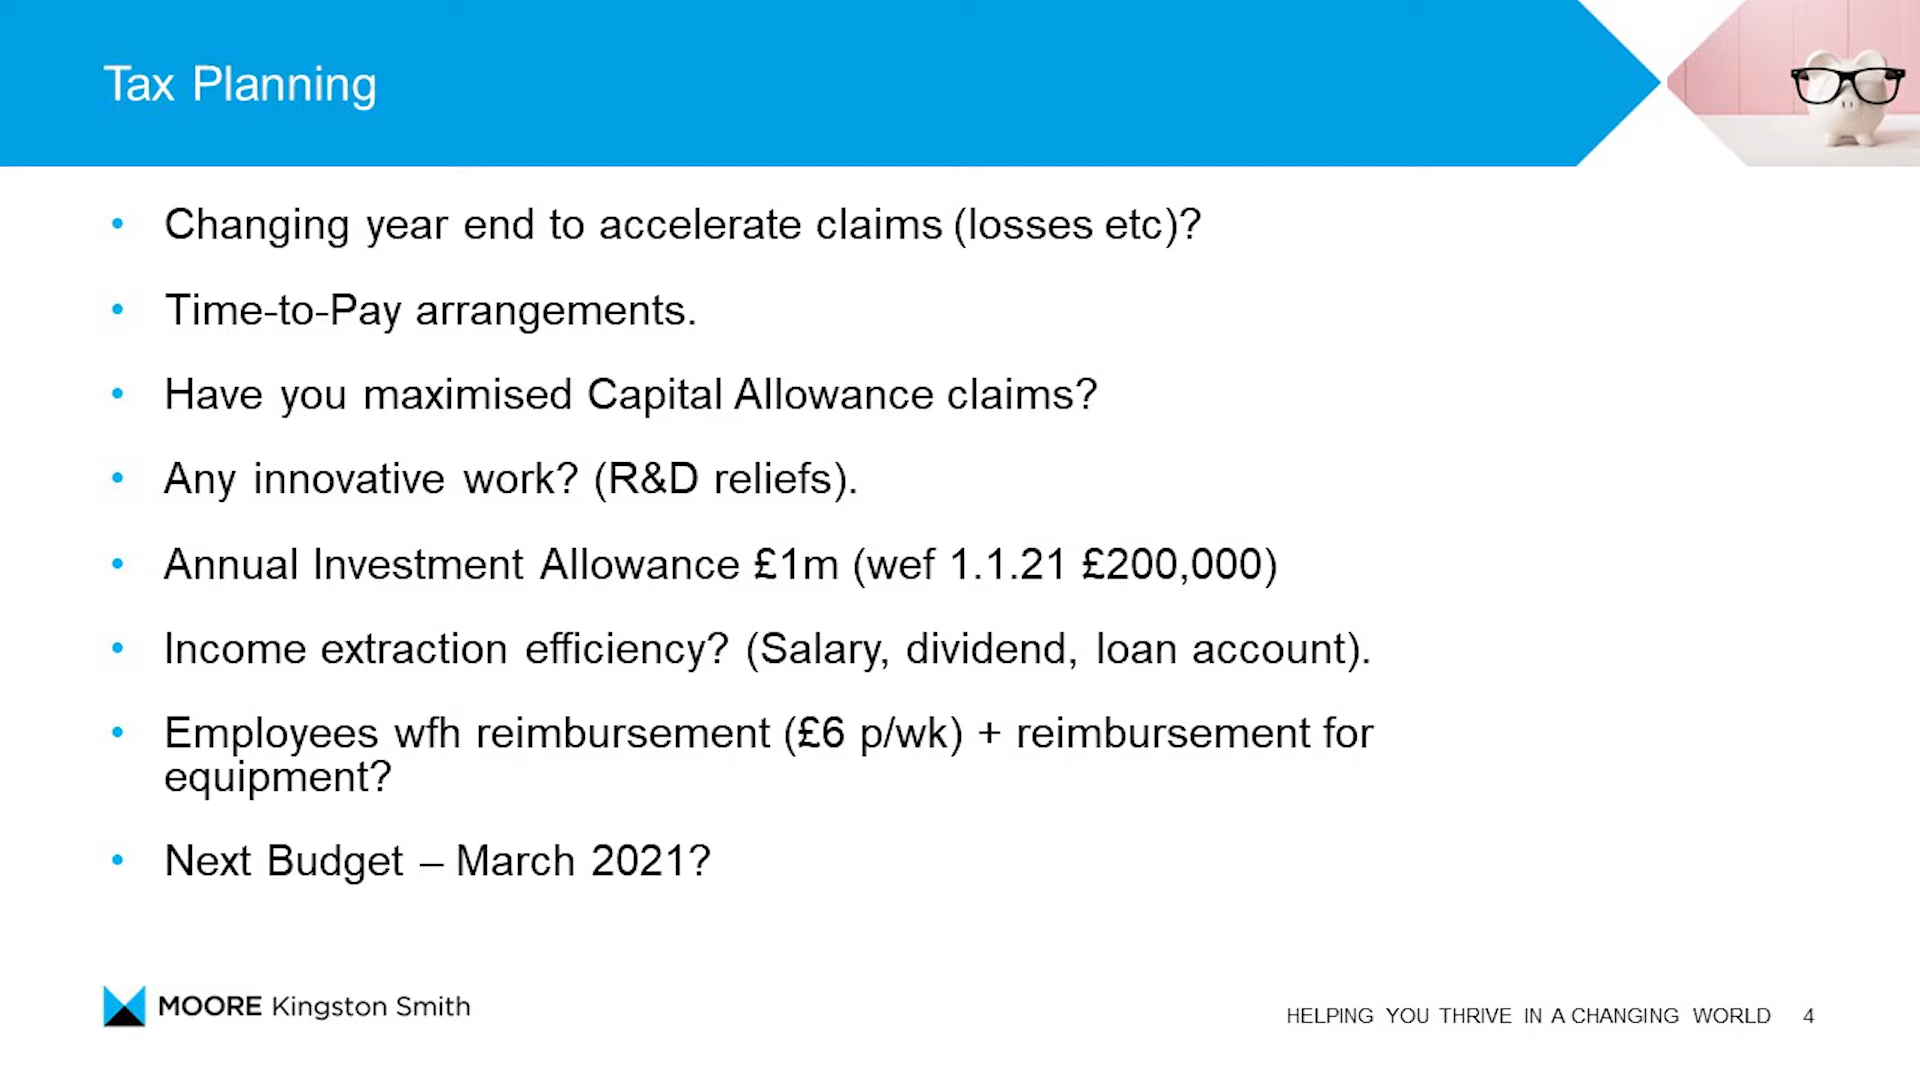 Tax Planning
• Changing year end to accelerate claims (losses etc)?
• Time-to-Pay arrangements.
• Have you maximised Capital Allowance claims?
• Any innovative work? (R&D reliefs).
• Annual Investment Allowance £1m (wef 1.1.21 £200,000)
• Income extraction efficiency? (Salary, dividend, loan account).
• Employees wfh reimbursement (£6 p/wk) + reimbursement for
equipment?
• Next Budget – March 2021?
MOORE Kingston Smith
HELPING YOU THRIVE IN A CHANGING WORLD 4